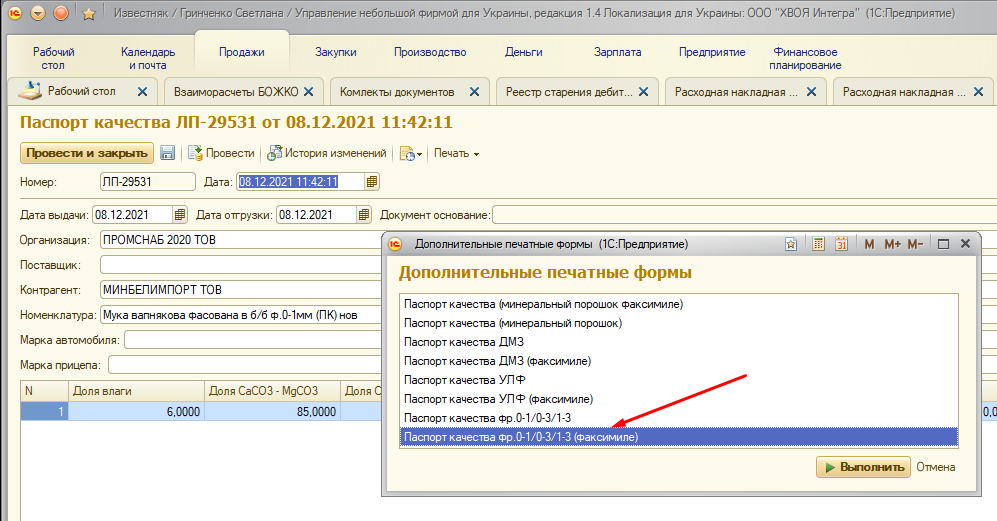 Известняк / Гринченко Светлана / Управление небольшой фирмой для Украины, редакция 1.4 Локализация для Украины: ООО "ХВОЯ Интегра" (1С:Предприятие)
Рабочий стол
Календарь и почта
Продажи
Закупки
Производство
Деньги
Зарплата
Предприятие
Финансовое планирование
Рабочий стол
Взаиморасчеты БОЖКО
Комлекты документов
Реестр старения дебит...
Расходная накладная ...
Расходная накладная ...
Паспорт качества ЛП-29531 от 08.12.2021 11:42:11
Провести и закрыть
Провести
История изменений
Печать
Номер: ЛП-29531 Дата: 08.12.2021 11:42:11
Дата выдачи: 08.12.2021 Дата отгрузки: 08.12.2021 Документ основание:
Организация: ПРОМСНАБ 2020 ТОВ
Поставщик:
Контрагент: МИНБЕЛИМПОРТ ТОВ
Номенклатура: Мука вапнякова фасована в б/б ф.0-1мм (ПК) нов
Марка автомобиля:
Марка прицепа:
N Доля влаги Доля CaCO3 - MgCO3 Доля С
1 6,0000 85,0000 0,0
1С Дополнительные печатные формы (1С:Предприятие) 31 M M+ M-
Дополнительные печатные формы
Паспорт качества (минеральный порошок факсимиле)
Паспорт качества (минеральный порошок)
Паспорт качества ДМЗ
Паспорт качества ДМЗ (факсимиле)
Паспорт качества УЛФ
Паспорт качества УЛФ (факсимиле)
Паспорт качества фр.0-1/0-3/1-3
Паспорт качества фр.0-1/0-3/1-3 (факсимиле)
Выполнить Отмена